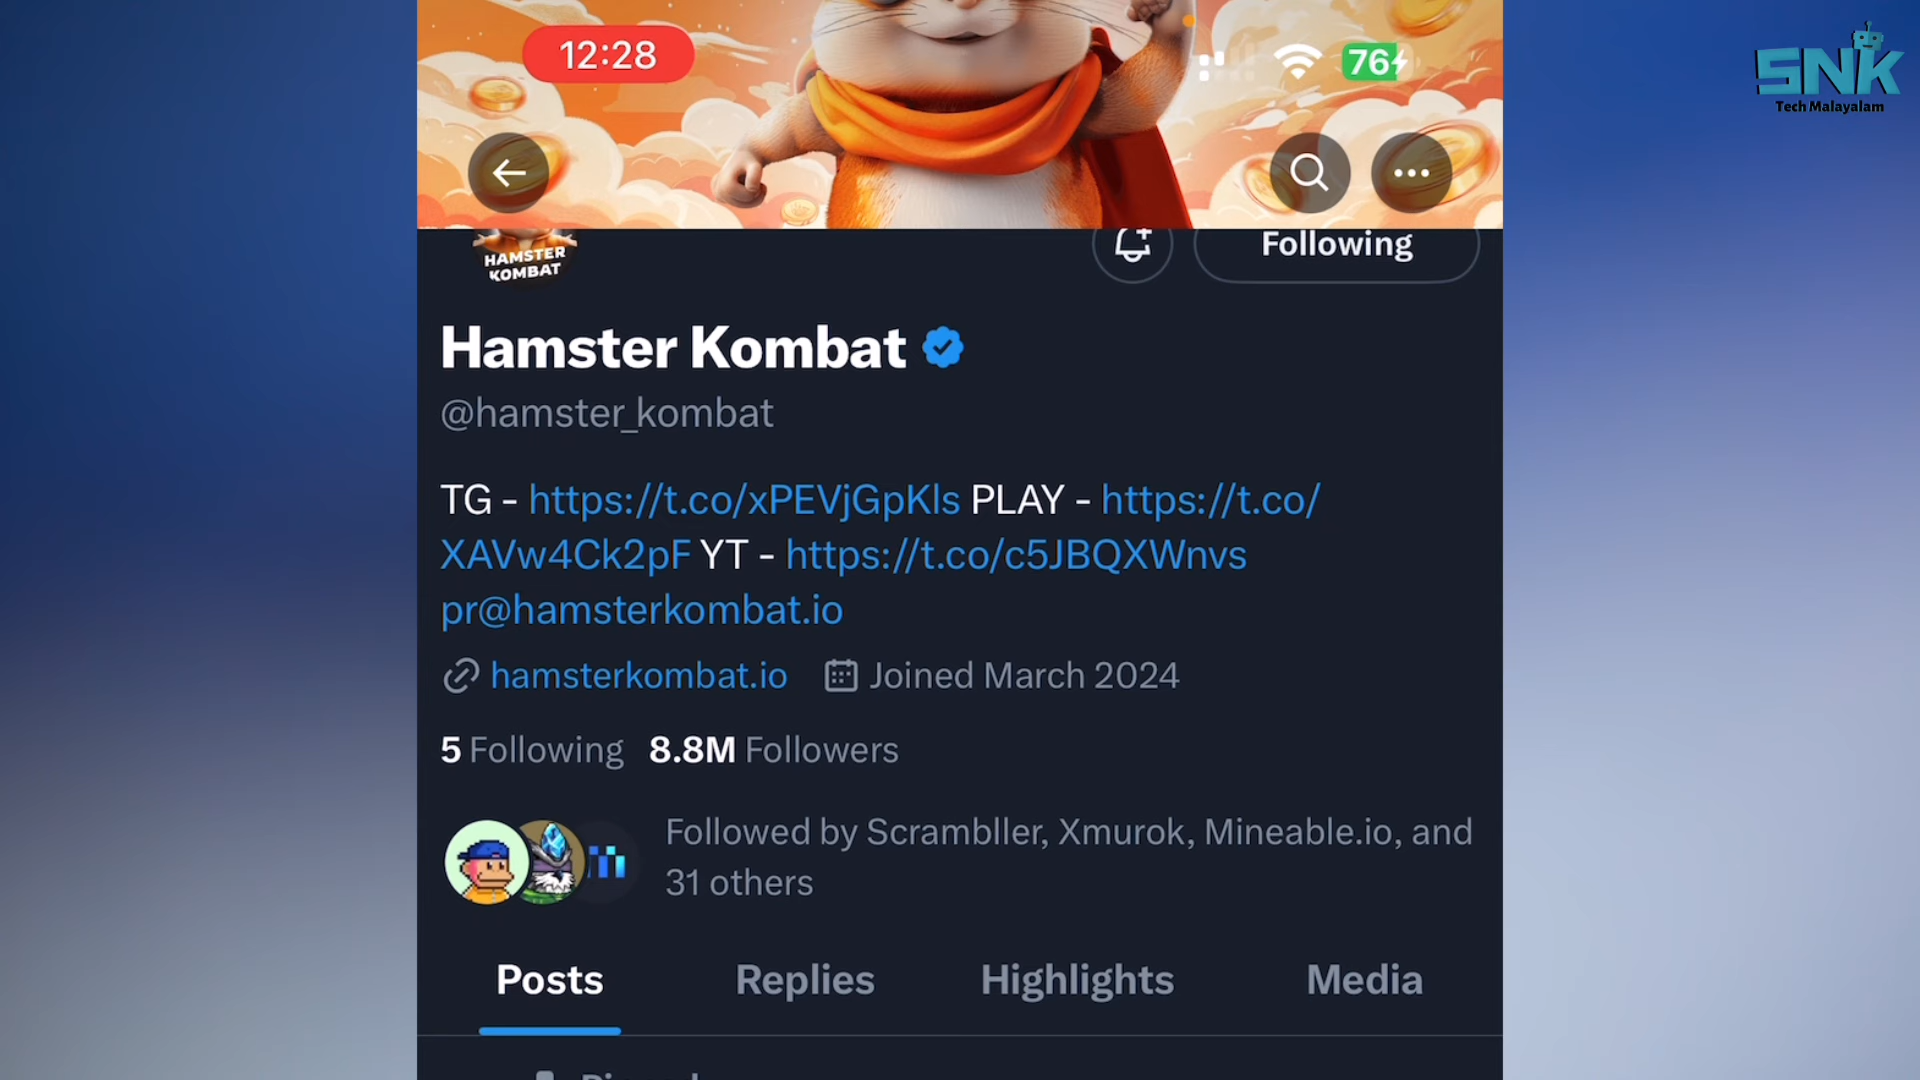 12:28
76
SNK
Tech Malayalam
HAMSTER
KOMBAT
Following
Hamster Kombat
@hamster_kombat
TG - https://t.co/xPEVjGpKls PLAY - https://t.co/
XAVw4Ck2pF YT - https://t.co/c5JBQXWnvs
pr@hamsterkombat.io
hamsterkombat.io Joined March 2024
5 Following 8.8M Followers
Followed by Scrambller, Xmurok, Mineable.io, and
31 others
Posts Replies Highlights Media